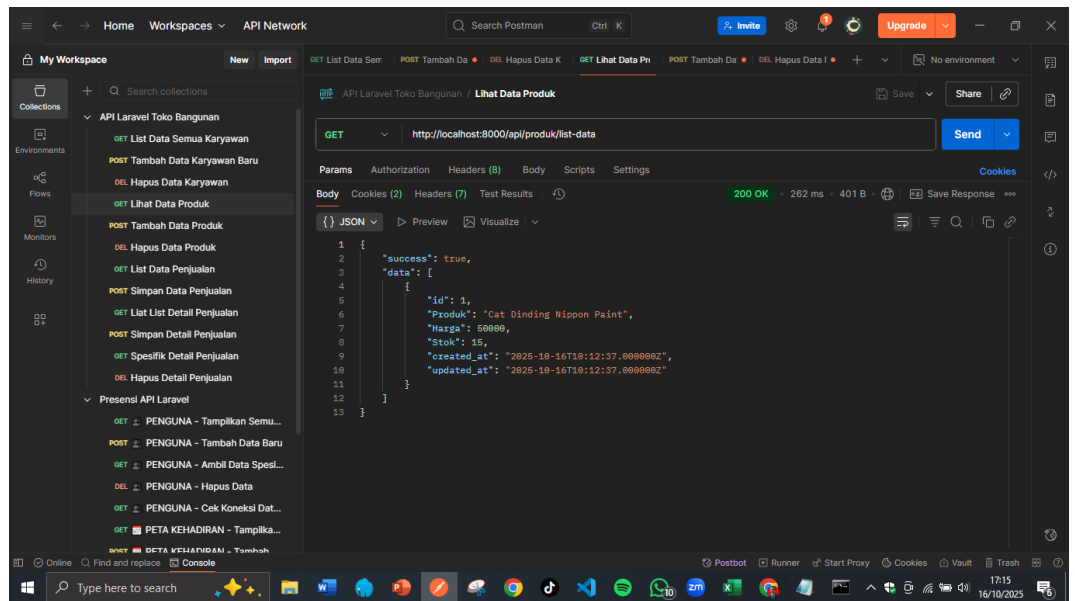 Home Workspaces API Network Search Postman Ctrl K Invite Upgrade
My Workspace New Import GET List Data Sem POST Tambah Da DEL Hapus Data K GET Lihat Data Pr POST Tambah Da DEL Hapus Data No environment
Search collections
API Laravel Toko Bangunan / Lihat Data Produk Save Share
Collections
API Laravel Toko Bangunan
GET List Data Semua Karyawan
GET http://localhost:8000/api/produk/list-data Send
Environments
POST Tambah Data Karyawan Baru
DEL Hapus Data Karyawan
Params Authorization Headers (8) Body Scripts Settings Cookies
Flows
GET Lihat Data Produk
Body Cookies (2) Headers (7) Test Results 200 OK 262 ms 401 B Save Response
POST Tambah Data Produk
{ } JSON Preview Visualize
Monitors
DEL Hapus Data Produk
GET List Data Penjualan
History
POST Simpan Data Penjualan
GET Liat List Detail Penjualan
POST Simpan Detail Penjualan
GET Spesifik Detail Penjualan
DEL Hapus Detail Penjualan
Presensi API Laravel
GET PENGUNA - Tampilkan Semu...
POST PENGUNA - Tambah Data Baru
GET PENGUNA - Ambil Data Spesi...
DEL PENGUNA - Hapus Data
GET PENGUNA - Cek Koneksi Dat...
GET PETA KEHADIRAN - Tampilka...
POST PETA KEHADIRAN - Tambah
1 {
2 "success": true,
3 "data": [
4 {
5 "id": 1,
6 "Produk": "Cat Dinding Nippon Paint",
7 "Harga": 50000,
8 "Stok": 15,
9 "created_at": "2025-10-16T10:12:37.000000Z",
10 "updated_at": "2025-10-16T10:12:37.000000Z"
11 }
12 ]
13 }
Online Find and replace Console Postbot Runner Start Proxy Cookies Vault Trash
Type here to search 10 zm 17:15
16/10/2025 6